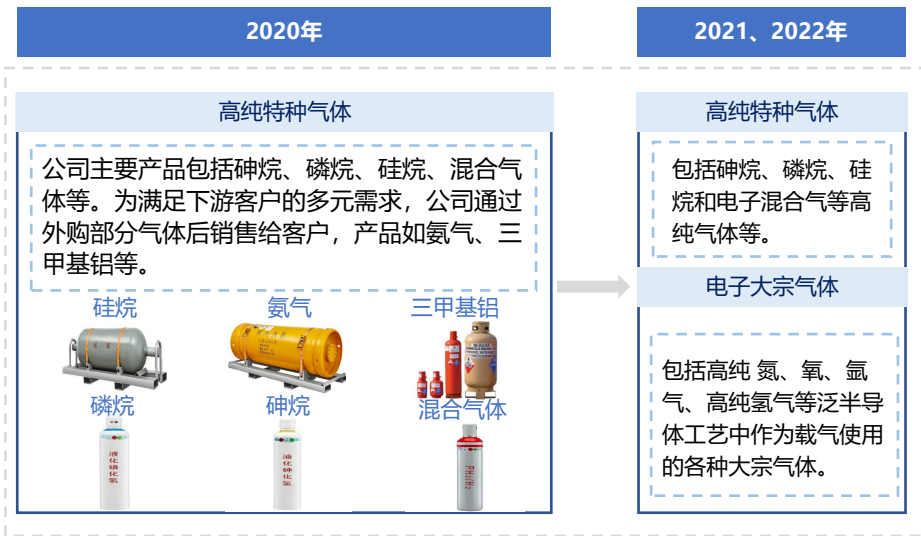 2020年
2021、2022年
高纯特种气体
公司主要产品包括砷烷、磷烷、硅烷、混合气
体等。为满足下游客户的多元需求，公司通过
外购部分气体后销售给客户，产品如氨气、三
甲基铝等。
硅烷
氨气
三甲基铝
磷烷
砷烷
混合气体
液化磷化氢
液化砷化氢
PH₃/H₂
高纯特种气体
包括砷烷、磷烷、硅
烷和电子混合气等高
纯气体等。
电子大宗气体
包括高纯 氮、氧、氩
气、高纯氢气等泛半导
体工艺中作为载气使用
的各种大宗气体。